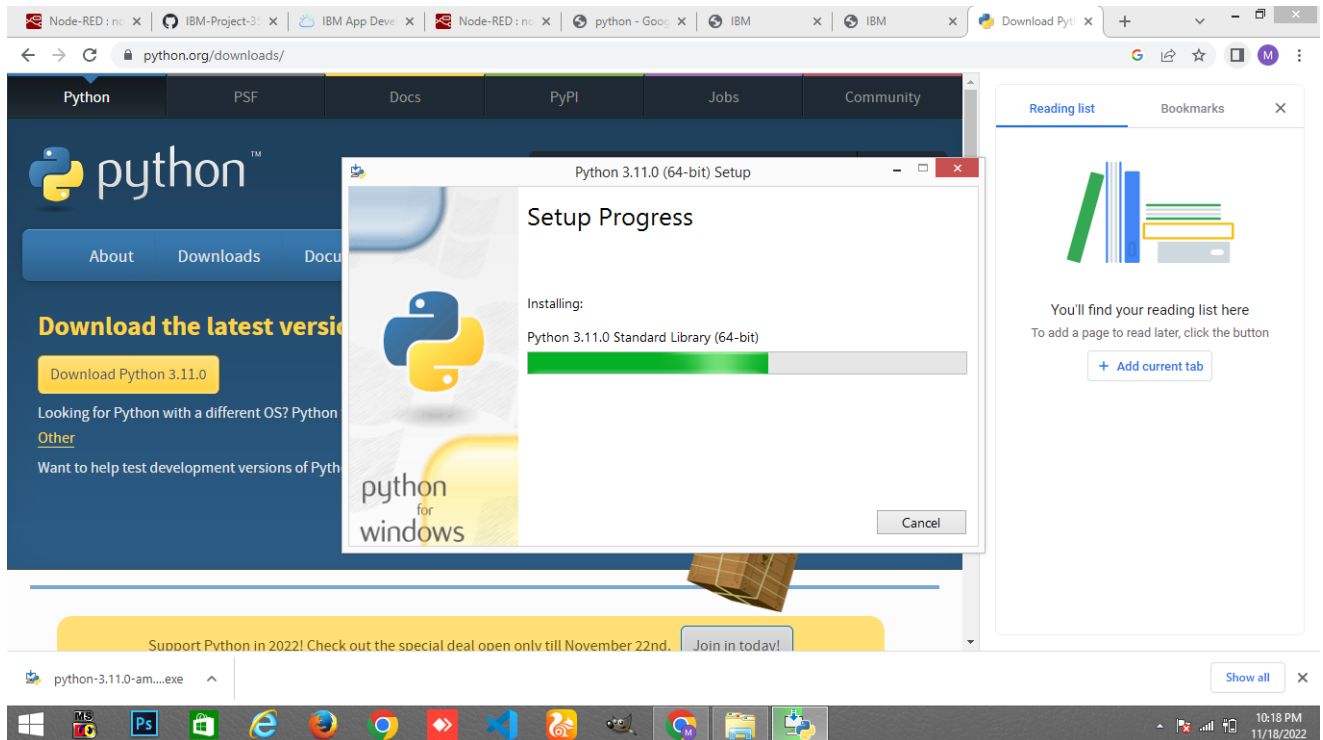 Node-RED : no
IBM-Project-3
IBM App Deve
Node-RED : no
python - Goog
IBM
IBM
Download Pyt
python.org/downloads/
G
M
Python
PSF
Docs
PyPI
Jobs
Community
python™
About
Downloads
Docu
Download the latest versi
Download Python 3.11.0
Looking for Python with a different OS? Python
Other
Want to help test development versions of Pyth
Python 3.11.0 (64-bit) Setup
Setup Progress
Installing:
Python 3.11.0 Standard Library (64-bit)
python
for
windows
Cancel
Support Python in 2022! Check out the special deal open only till November 22nd.
Join in today!
Reading list
Bookmarks
You'll find your reading list here
To add a page to read later, click the button
+ Add current tab
python-3.11.0-am....exe
Show all
MS
Ps
M
10:18 PM
11/18/2022